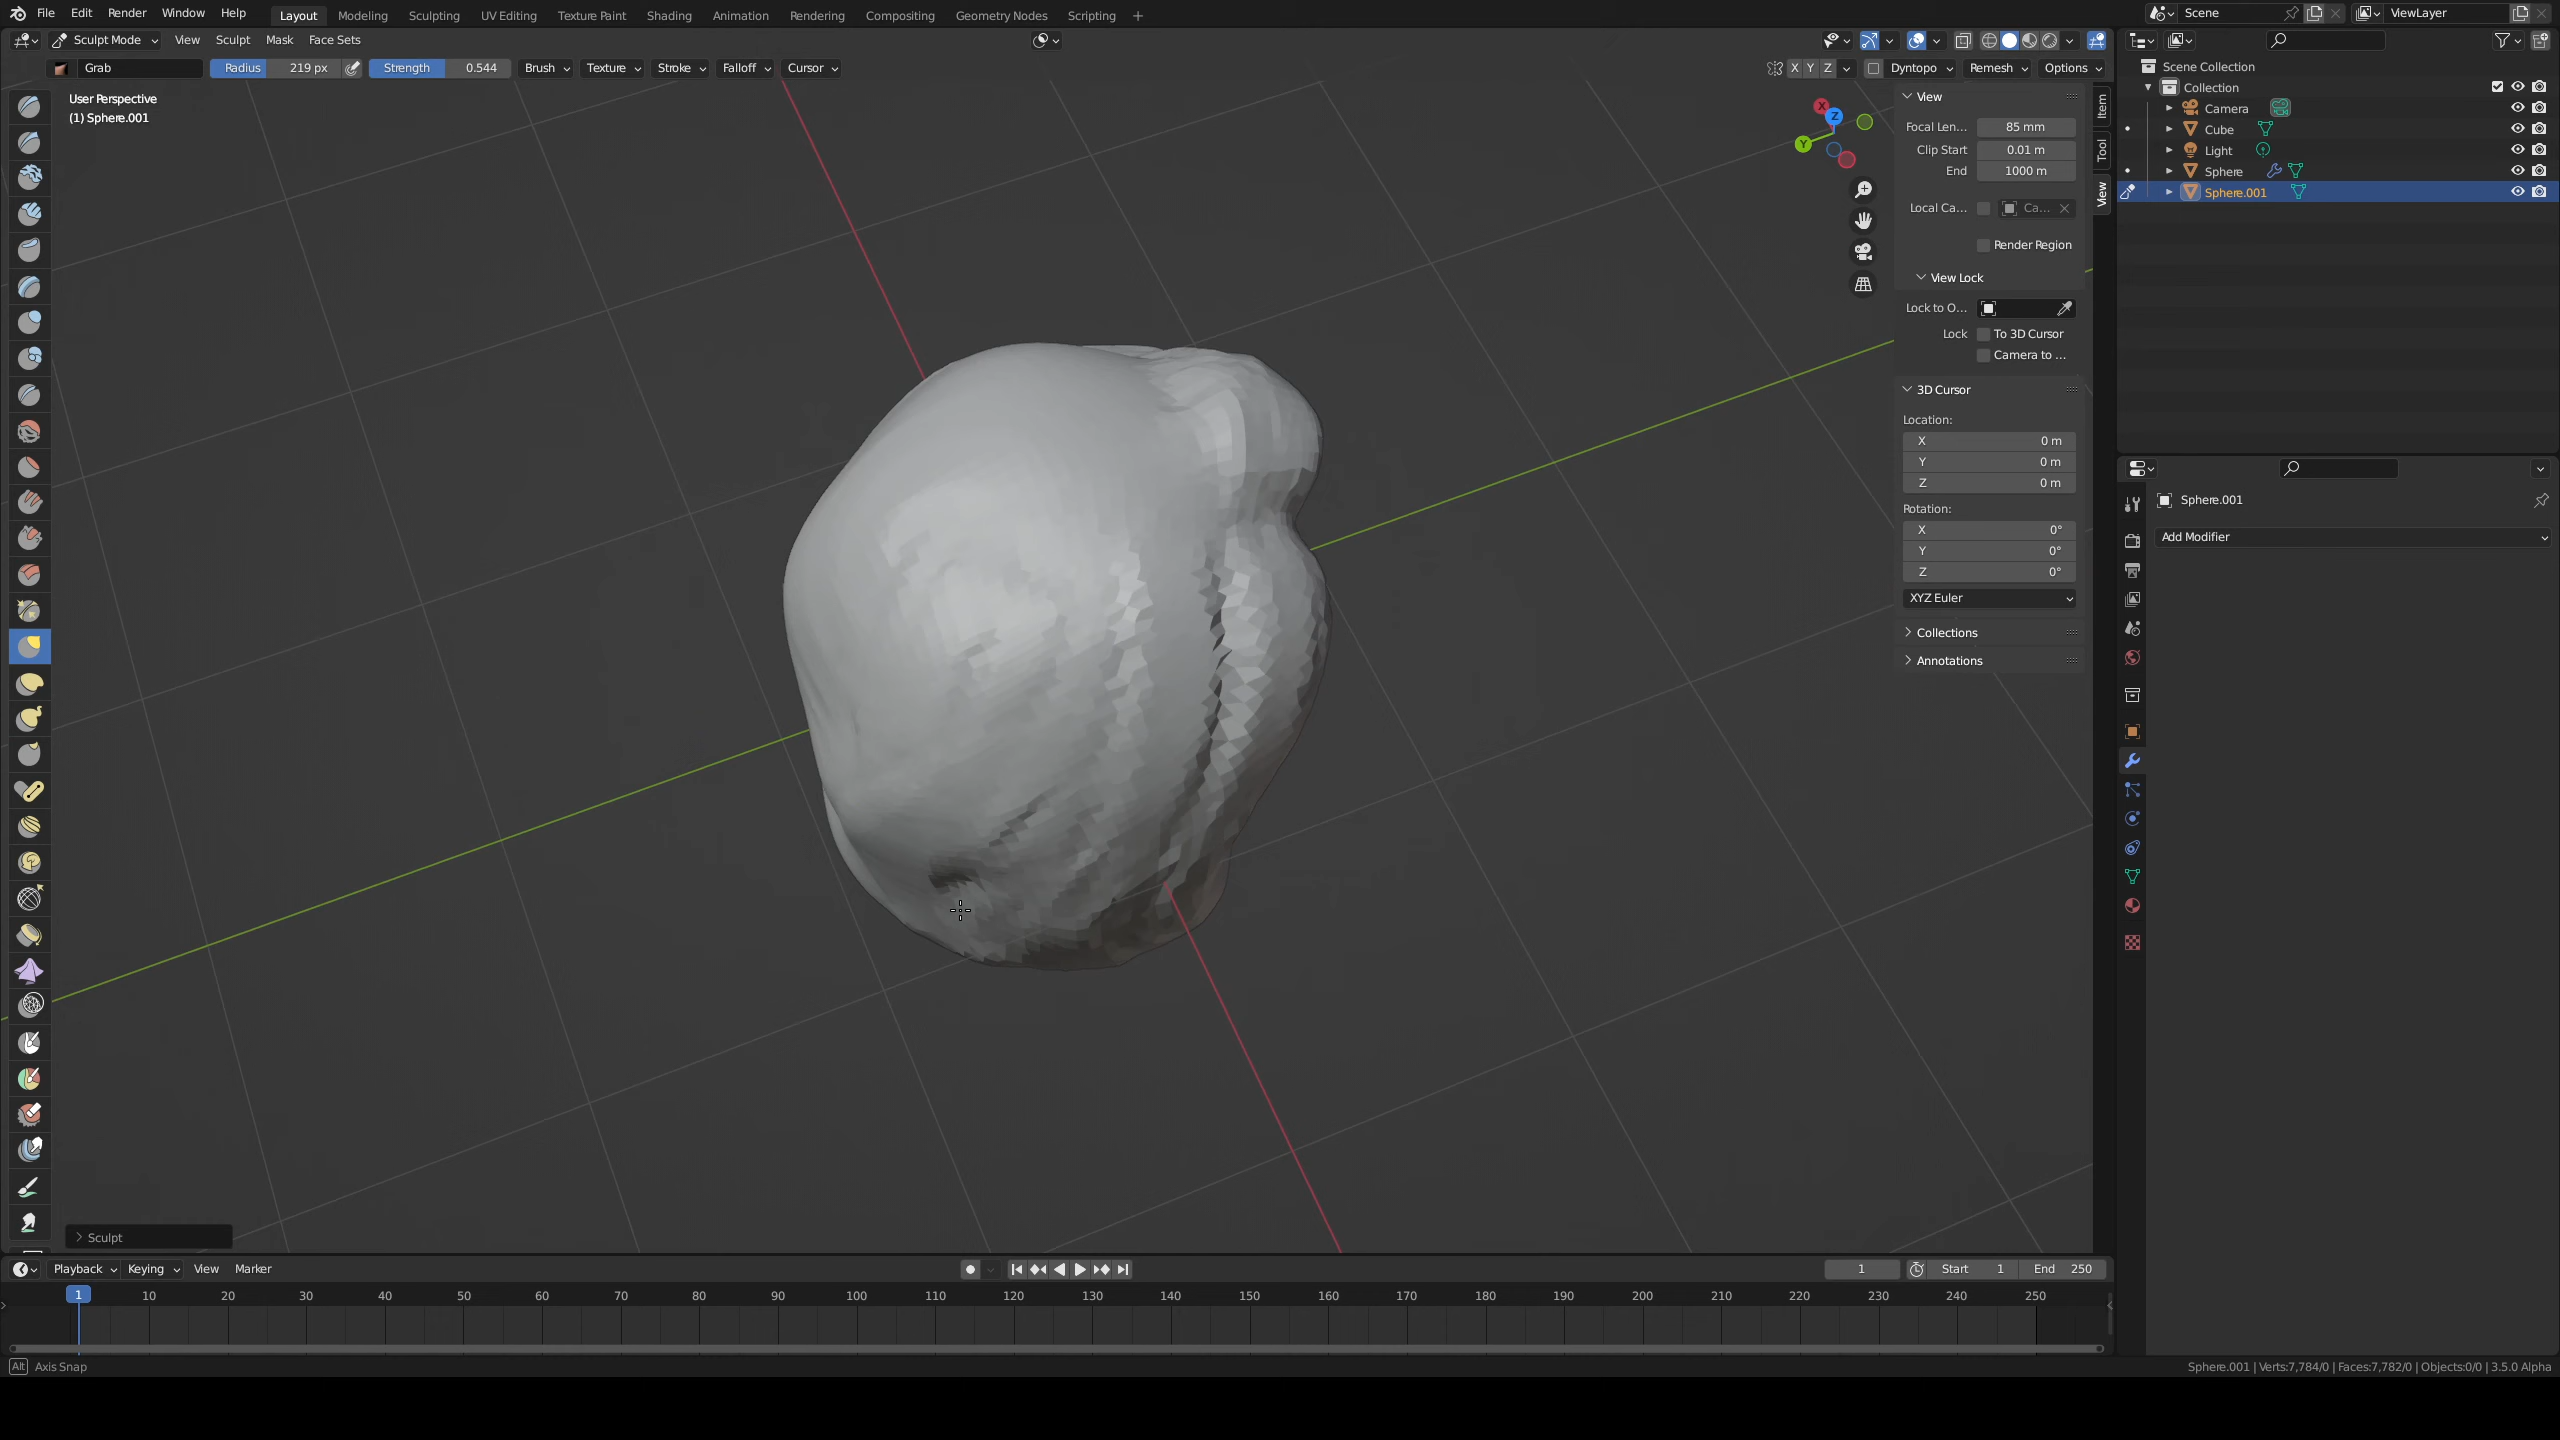 File Edit Render Window Help Layout Modeling Sculpting UV Editing Texture Paint Shading Animation Rendering Compositing Geometry Nodes Scripting + Scene ViewLayer
Sculpt Mode View Sculpt Mask Face Sets
Grab Radius 219 px Strength 0.544 Brush Texture Stroke Falloff Cursor X Y Z Dyntopo Remesh Options
User Perspective
(1) Sphere.001
X
Z
Y
View
Focal Len... 85 mm
Clip Start 0.01 m
End 1000 m
Local Ca... Ca...
Render Region
View Lock
Lock to O...
Lock To 3D Cursor
Camera to ...
3D Cursor
Location:
X 0 m
Y 0 m
Z 0 m
Rotation:
X 0°
Y 0°
Z 0°
XYZ Euler
Collections
Annotations
Item
Tool
View
Scene Collection
Collection
Camera
Cube
Light
Sphere
Sphere.001
Sphere.001
Add Modifier
Sculpt
Playback Keying View Marker 1 Start 1 End 250
1 10 20 30 40 50 60 70 80 90 100 110 120 130 140 150 160 170 180 190 200 210 220 230 240 250
Alt Axis Snap
Sphere.001 | Verts:7,784/0 | Faces:7,782/0 | Objects:0/0 | 3.5.0 Alpha